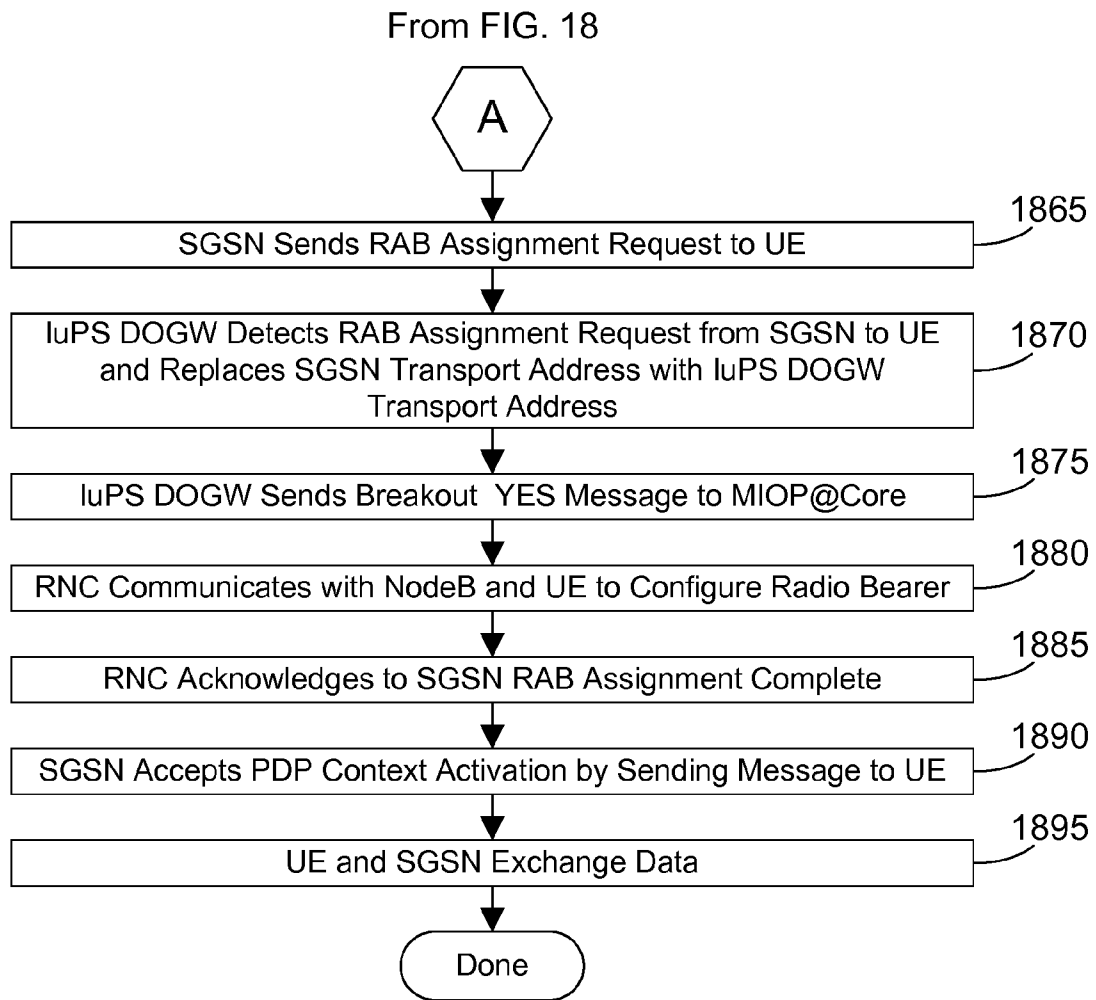 From FIG. 18
A
1865
SGSN Sends RAB Assignment Request to UE
1870
IuPS DOGW Detects RAB Assignment Request from SGSN to UE
and Replaces SGSN Transport Address with IuPS DOGW
Transport Address
1875
IuPS DOGW Sends Breakout YES Message to MIOP@Core
1880
RNC Communicates with NodeB and UE to Configure Radio Bearer
1885
RNC Acknowledges to SGSN RAB Assignment Complete
1890
SGSN Accepts PDP Context Activation by Sending Message to UE
1895
UE and SGSN Exchange Data
Done